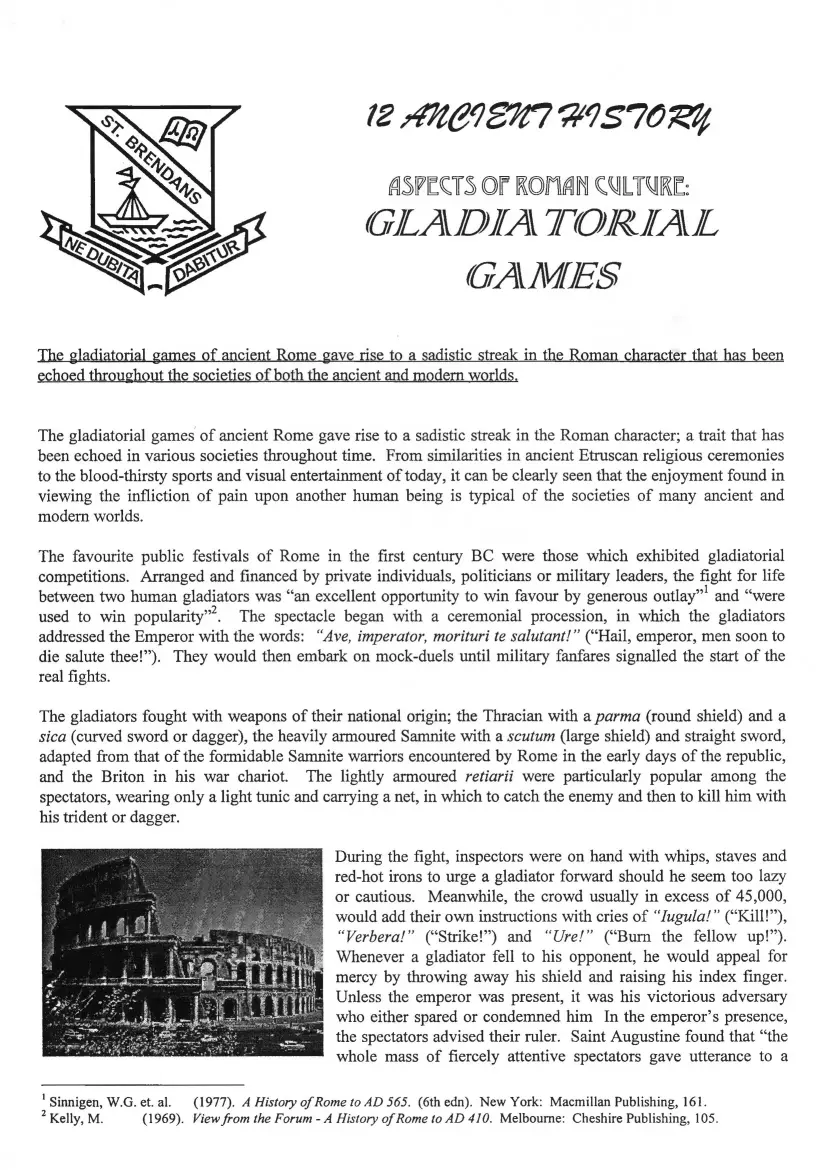 12 ANCIENT HISTORY
ST. BRENDANS
NE DUBITA DABITUR
ASPECTS OF ROMAN CULTURE:
GLADIATORIAL
GAMES
The gladiatorial games of ancient Rome gave rise to a sadistic streak in the Roman character that has been
echoed throughout the societies of both the ancient and modern worlds.
The gladiatorial games of ancient Rome gave rise to a sadistic streak in the Roman character; a trait that has
been echoed in various societies throughout time. From similarities in ancient Etruscan religious ceremonies
to the blood-thirsty sports and visual entertainment of today, it can be clearly seen that the enjoyment found in
viewing the infliction of pain upon another human being is typical of the societies of many ancient and
modern worlds.
The favourite public festivals of Rome in the first century BC were those which exhibited gladiatorial
competitions. Arranged and financed by private individuals, politicians or military leaders, the fight for life
between two human gladiators was “an excellent opportunity to win favour by generous outlay”1 and “were
used to win popularity”2. The spectacle began with a ceremonial procession, in which the gladiators
addressed the Emperor with the words: "Ave, imperator, morituri te salutant!" (“Hail, emperor, men soon to
die salute thee!”). They would then embark on mock-duels until military fanfares signalled the start of the
real fights.
The gladiators fought with weapons of their national origin; the Thracian with a parma (round shield) and a
sica (curved sword or dagger), the heavily armoured Samnite with a scutum (large shield) and straight sword,
adapted from that of the formidable Samnite warriors encountered by Rome in the early days of the republic,
and the Briton in his war chariot. The lightly armoured retiarii were particularly popular among the
spectators, wearing only a light tunic and carrying a net, in which to catch the enemy and then to kill him with
his trident or dagger.
During the fight, inspectors were on hand with whips, staves and
red-hot irons to urge a gladiator forward should he seem too lazy
or cautious. Meanwhile, the crowd usually in excess of 45,000,
would add their own instructions with cries of "Iugula!" (“Kill!”),
"Verbera!" (“Strike!”) and "Ure!" (“Burn the fellow up!”).
Whenever a gladiator fell to his opponent, he would appeal for
mercy by throwing away his shield and raising his index finger.
Unless the emperor was present, it was his victorious adversary
who either spared or condemned him In the emperor’s presence,
the spectators advised their ruler. Saint Augustine found that “the
whole mass of fiercely attentive spectators gave utterance to a
1 Sinnigen, W.G. et. al. (1977). A History of Rome to AD 565. (6th edn). New York: Macmillan Publishing, 161.
2 Kelly, M. (1969). View from the Forum - A History of Rome to AD 410. Melbourne: Cheshire Publishing, 105.